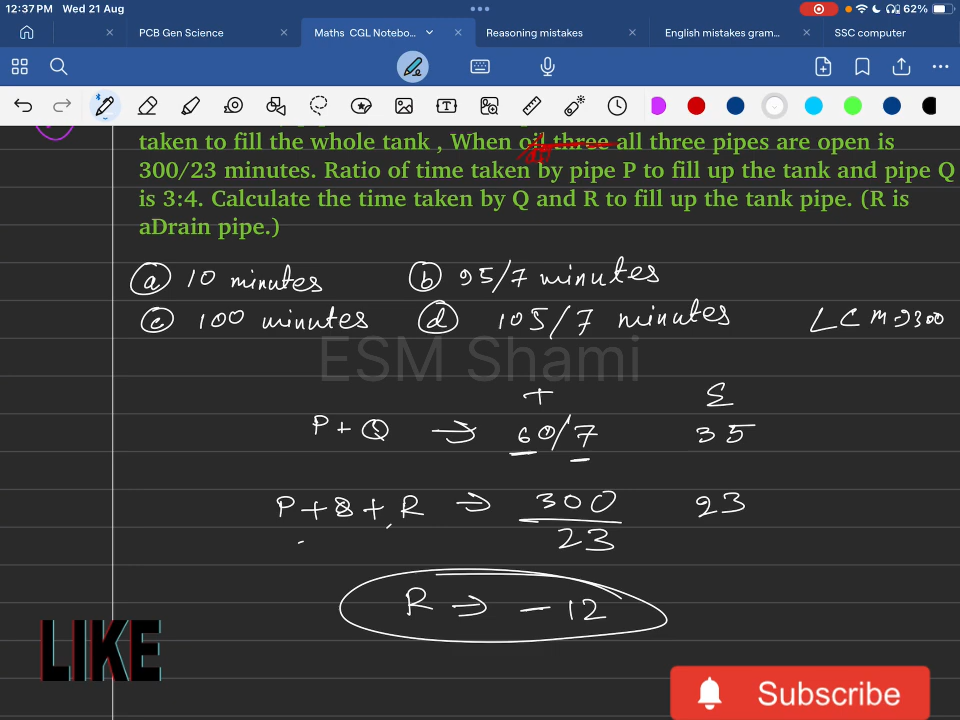 12:37 PM Wed 21 Aug
62%
PCB Gen Science
Maths CGL Notebo...
Reasoning mistakes
English mistakes gram...
SSC computer
taken to fill the whole tank , When oil three all three pipes are open is
300/23 minutes. Ratio of time taken by pipe P to fill up the tank and pipe Q
is 3:4. Calculate the time taken by Q and R to fill up the tank pipe. (R is
aDrain pipe.)
(a) 10 minutes (b) 95/7 minutes
(c) 100 minutes (d) 105/7 minutes LCM→300
ESM Shami
T Σ
P+Q → 60/7 35
P+Q+R → 300/23 23
R → -12
LIKE
Subscribe